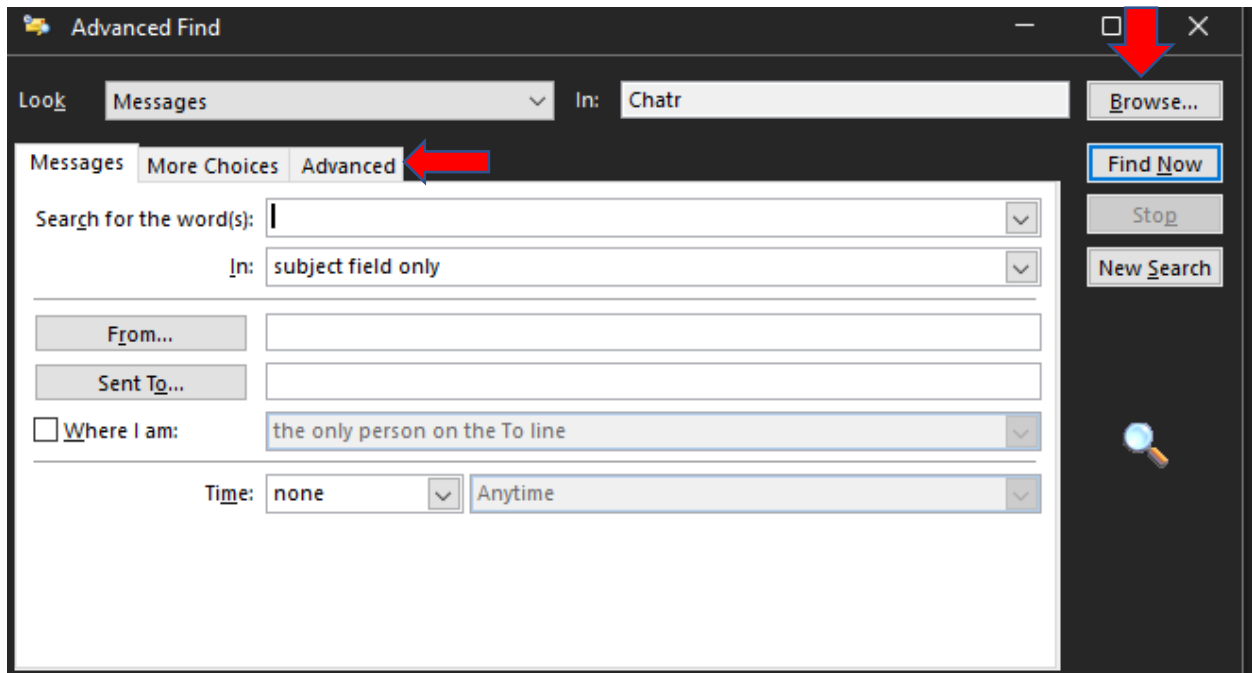 Advanced Find
Look Messages In: Chatr Browse...
Messages More Choices Advanced Find Now
Search for the word(s): Stop
In: subject field only New Search
From...
Sent To...
Where I am: the only person on the To line
Time: none Anytime